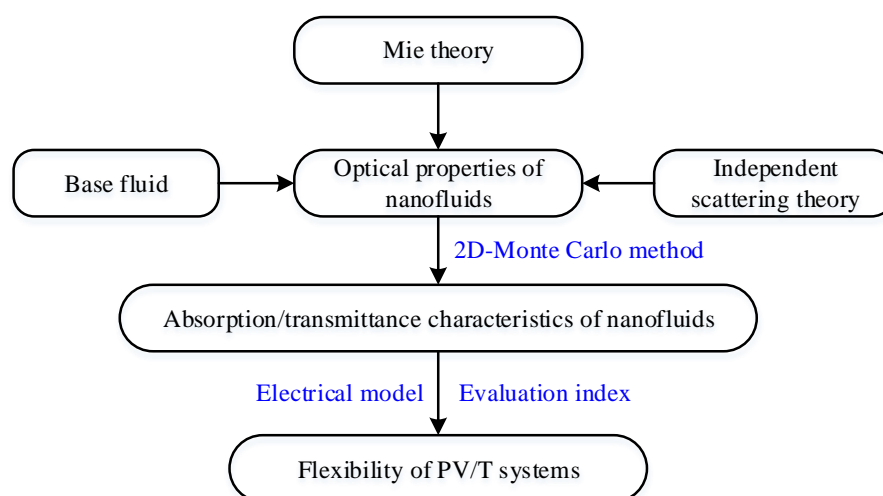 Mie theory
Base fluid
Optical properties of
nanofluids
Independent
scattering theory
2D-Monte Carlo method
Absorption/transmittance characteristics of nanofluids
Electrical model
Evaluation index
Flexibility of PV/T systems